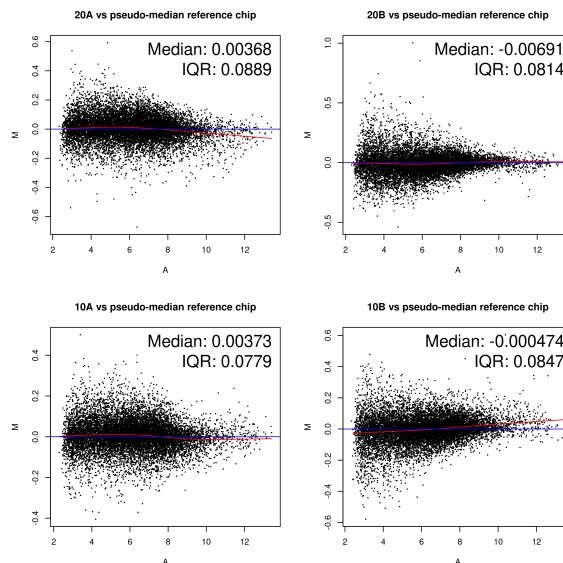 20A vs pseudo-median reference chip
Median: 0.00368
IQR: 0.0889
0.6
0.4
0.2
0.0
-0.2
-0.4
-0.6
M
2 4 6 8 10 12
A
20B vs pseudo-median reference chip
Median: -0.00691
IQR: 0.0814
1.0
0.5
0.0
-0.5
M
2 4 6 8 10 12
A
10A vs pseudo-median reference chip
Median: 0.00373
IQR: 0.0779
0.4
0.2
0.0
-0.2
-0.4
M
2 4 6 8 10 12
A
10B vs pseudo-median reference chip
Median: -0.000474
IQR: 0.0847
0.6
0.4
0.2
0.0
-0.2
-0.4
-0.6
M
2 4 6 8 10 12
A